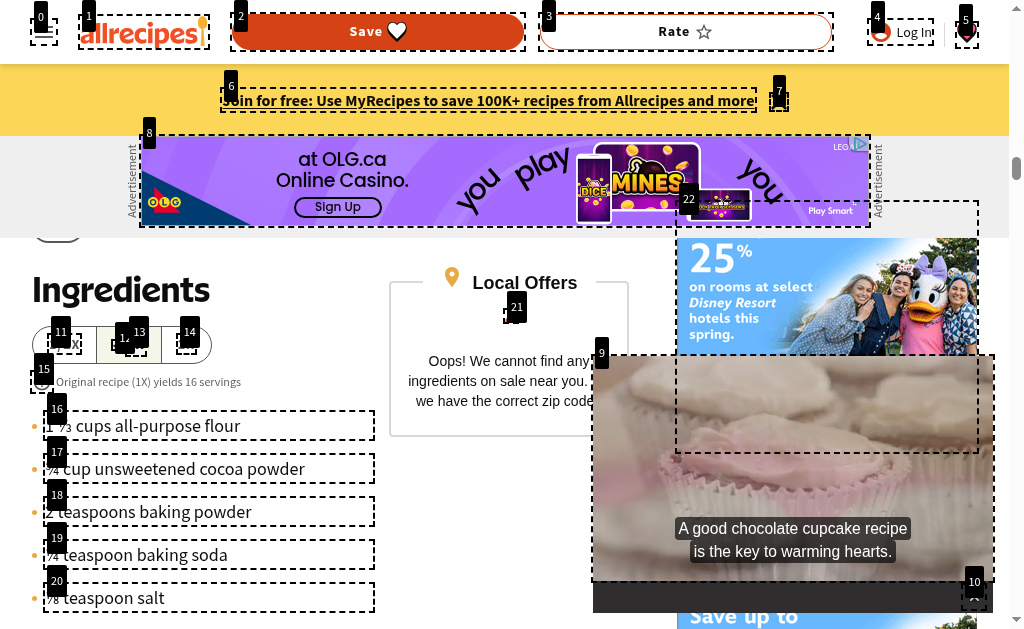 0
1
2
3
4
5
allrecipes
Save
Rate
Log In
6
7
Join for free: Use MyRecipes to save 100K+ recipes from Allrecipes and more
8
Advertisement
OLG
at OLG.ca
Online Casino.
Sign Up
you play you
DICE
MINES
LEGO
Play Smart
Advertisement
22
25%
on rooms at select
Disney Resort
hotels this
spring.
Ingredients
11
12
13
14
X
15
Original recipe (1X) yields 16 servings
16
1 ⅓ cups all-purpose flour
17
¾ cup unsweetened cocoa powder
18
2 teaspoons baking powder
19
¼ teaspoon baking soda
20
⅛ teaspoon salt
Local Offers
21
Oops! We cannot find any
ingredients on sale near you.
we have the correct zip code
9
A good chocolate cupcake recipe
is the key to warming hearts.
10
Save up to